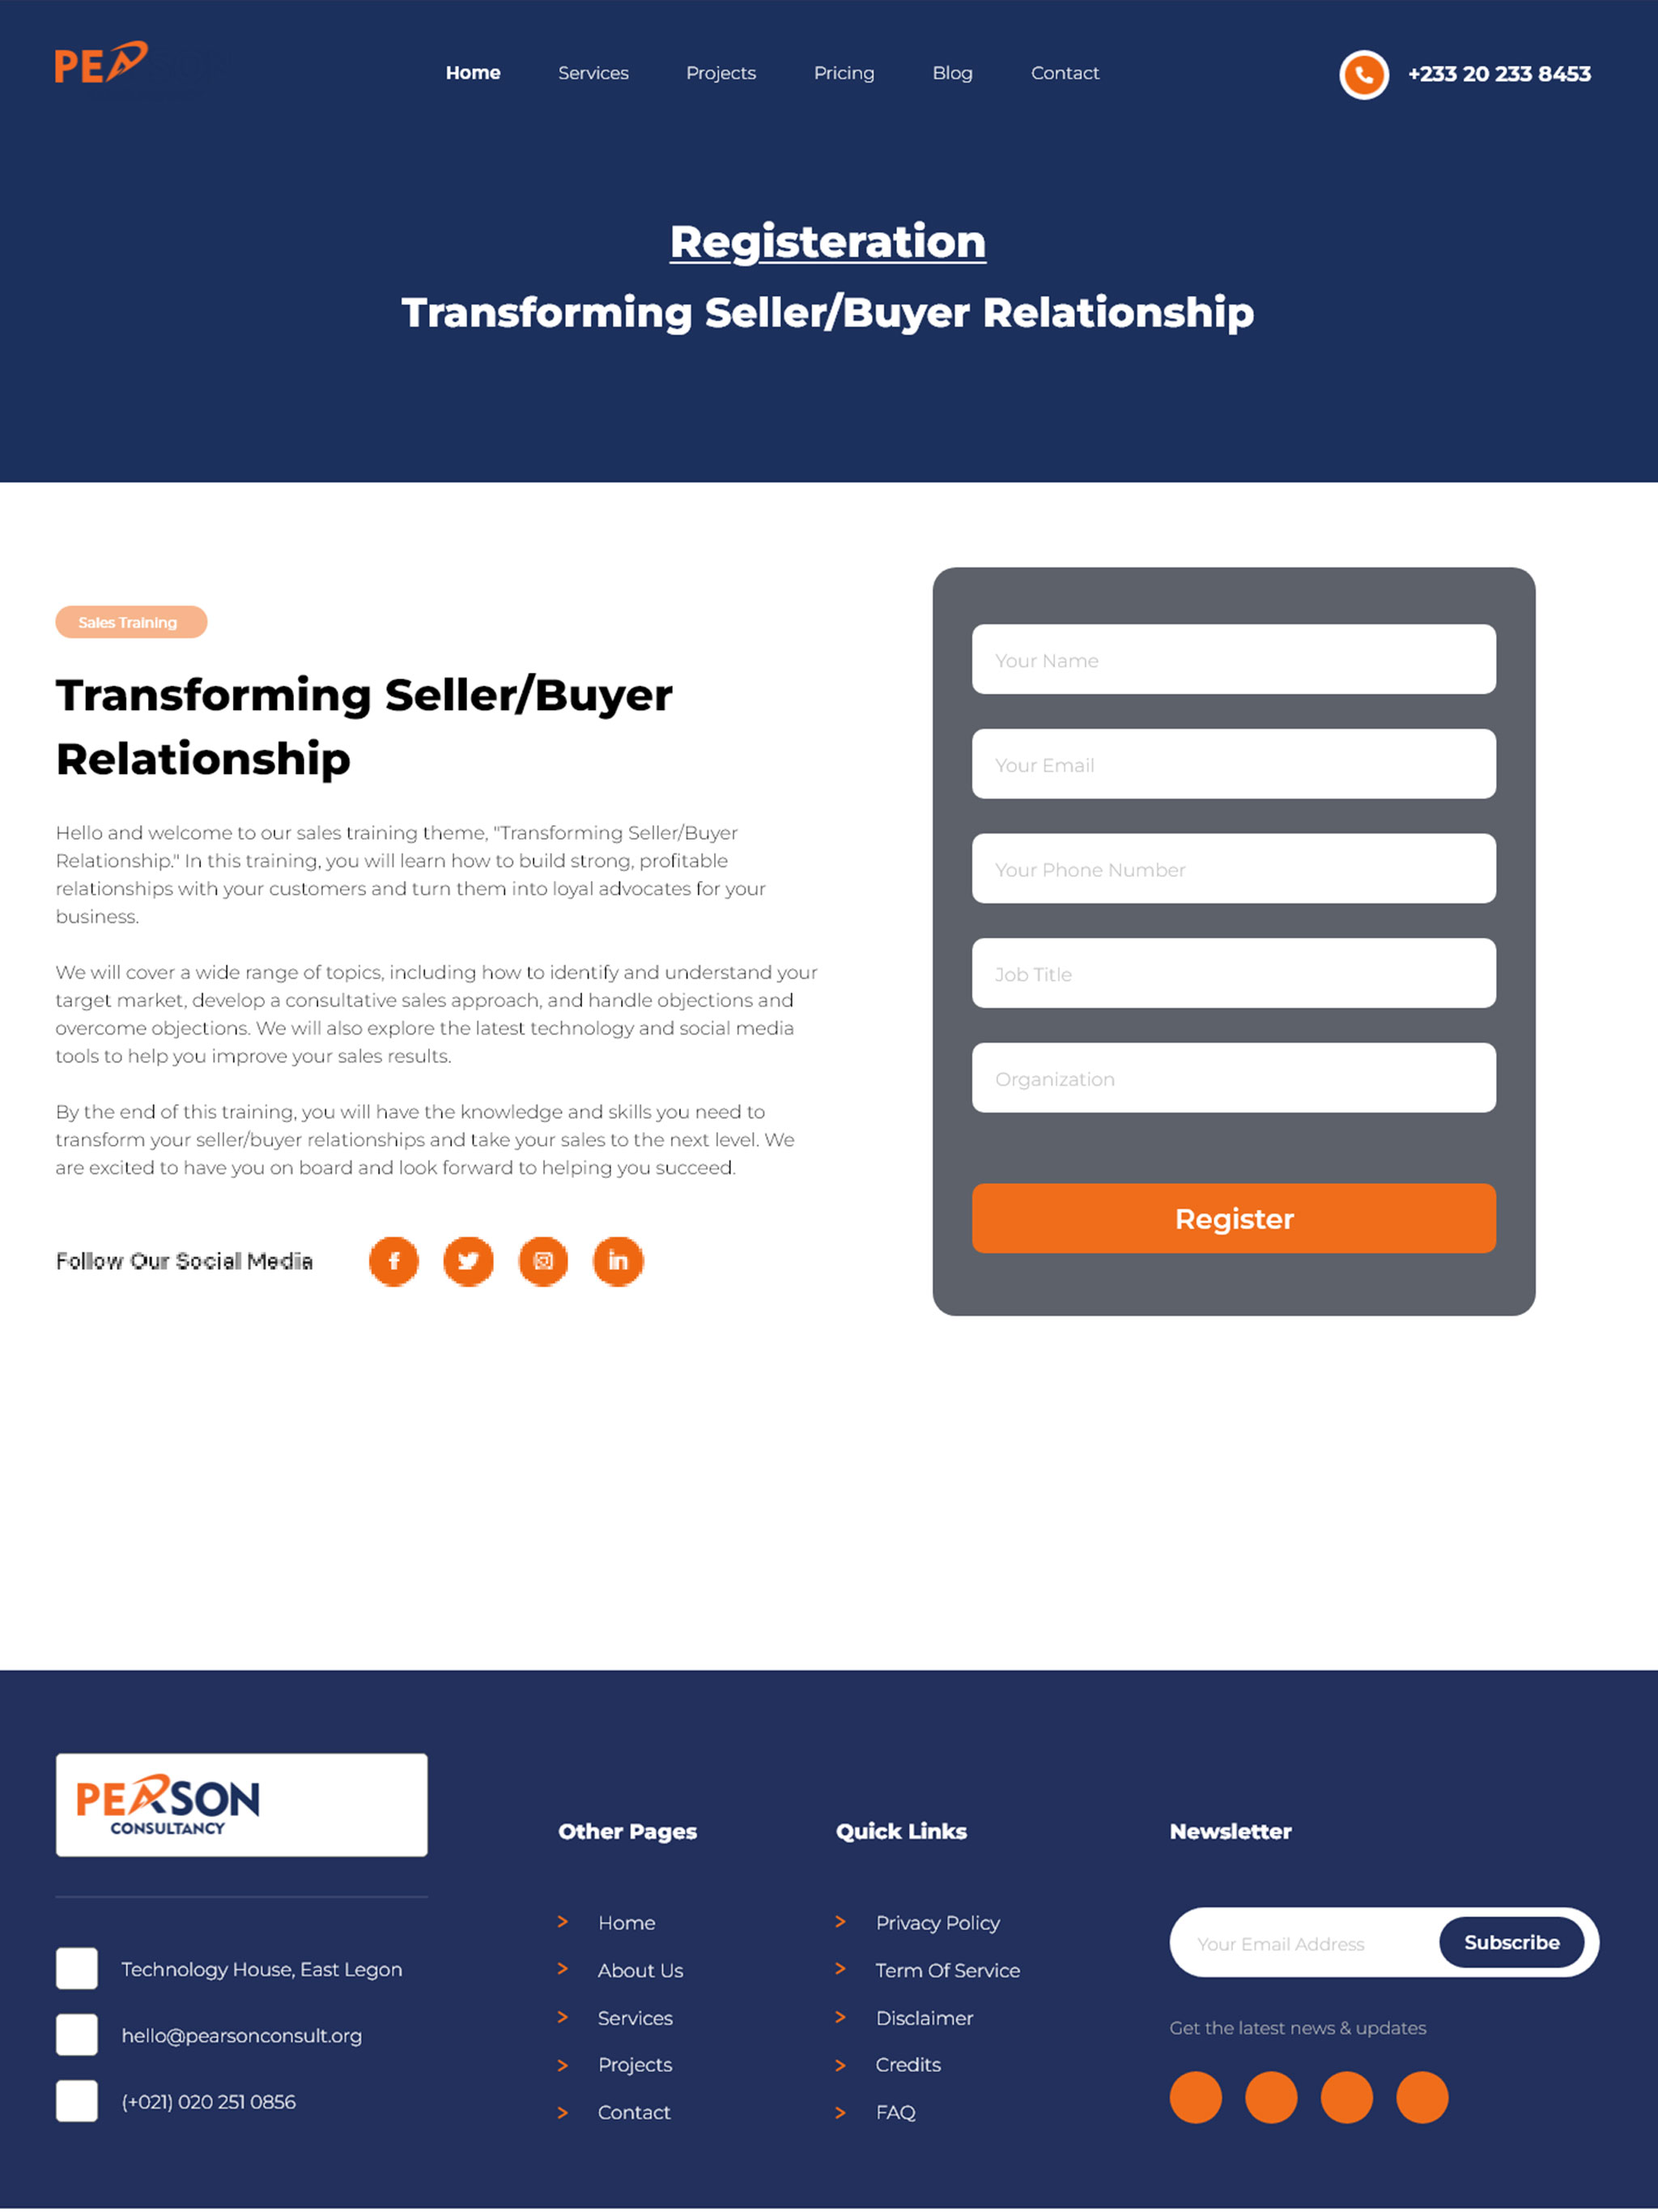 PEA
Home Services Projects Pricing Blog Contact
+233 20 233 8453
Registeration
Transforming Seller/Buyer Relationship
Sales Training
Transforming Seller/Buyer
Relationship
Hello and welcome to our sales training theme, "Transforming Seller/Buyer
Relationship." In this training, you will learn how to build strong, profitable
relationships with your customers and turn them into loyal advocates for your
business.
We will cover a wide range of topics, including how to identify and understand your
target market, develop a consultative sales approach, and handle objections and
overcome objections. We will also explore the latest technology and social media
tools to help you improve your sales results.
By the end of this training, you will have the knowledge and skills you need to
transform your seller/buyer relationships and take your sales to the next level. We
are excited to have you on board and look forward to helping you succeed.
Follow Our Social Media
Your Name
Your Email
Your Phone Number
Job Title
Organization
Register
PEARSON
CONSULTANCY
Technology House, East Legon
hello@pearsonconsult.org
(+021) 020 251 0856
Other Pages
> Home
> About Us
> Services
> Projects
> Contact
Quick Links
> Privacy Policy
> Term Of Service
> Disclaimer
> Credits
> FAQ
Newsletter
Your Email Address Subscribe
Get the latest news & updates